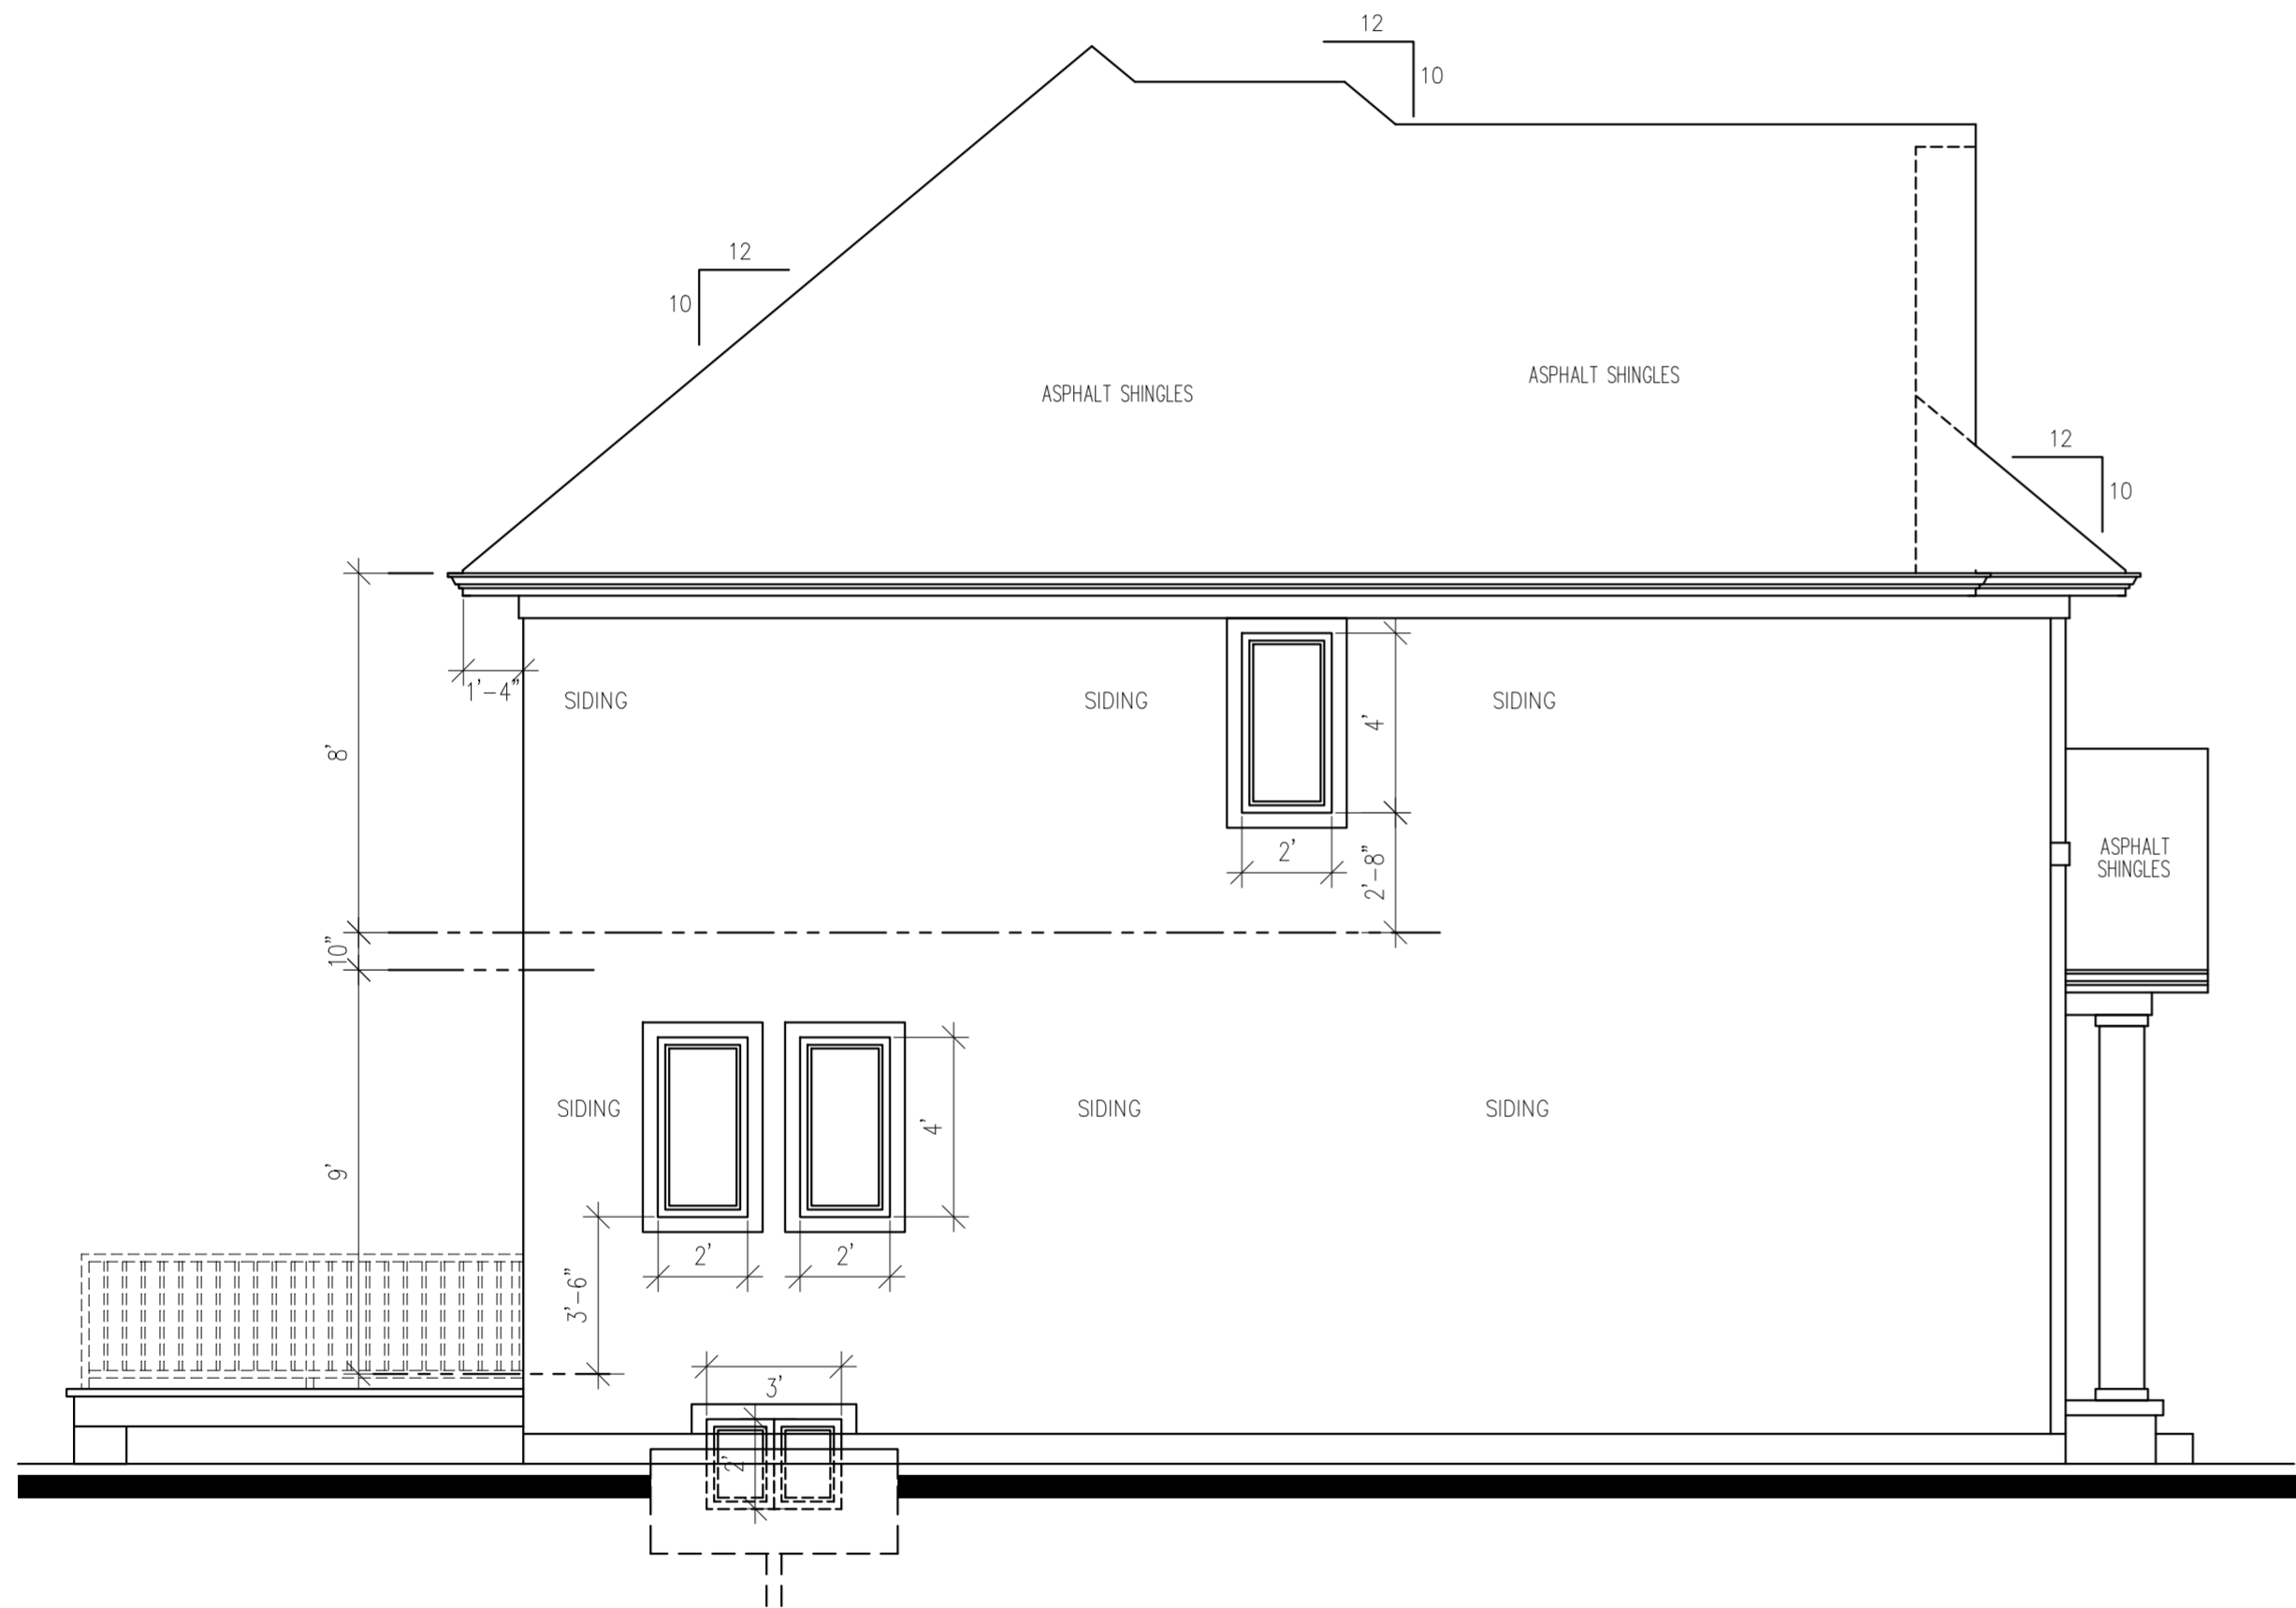 12
10
12
10
ASPHALT SHINGLES
ASPHALT SHINGLES
12
10
1'-4"
SIDING
SIDING
SIDING
4'
8'
2'
2'-8"
ASPHALT
SHINGLES
10"
SIDING
SIDING
SIDING
4'
9'
2'
2'
3'-6"
3'
2'